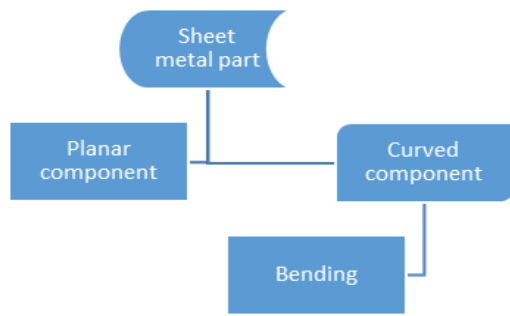 Sheet
metal part
Planar
component
Curved
component
Bending